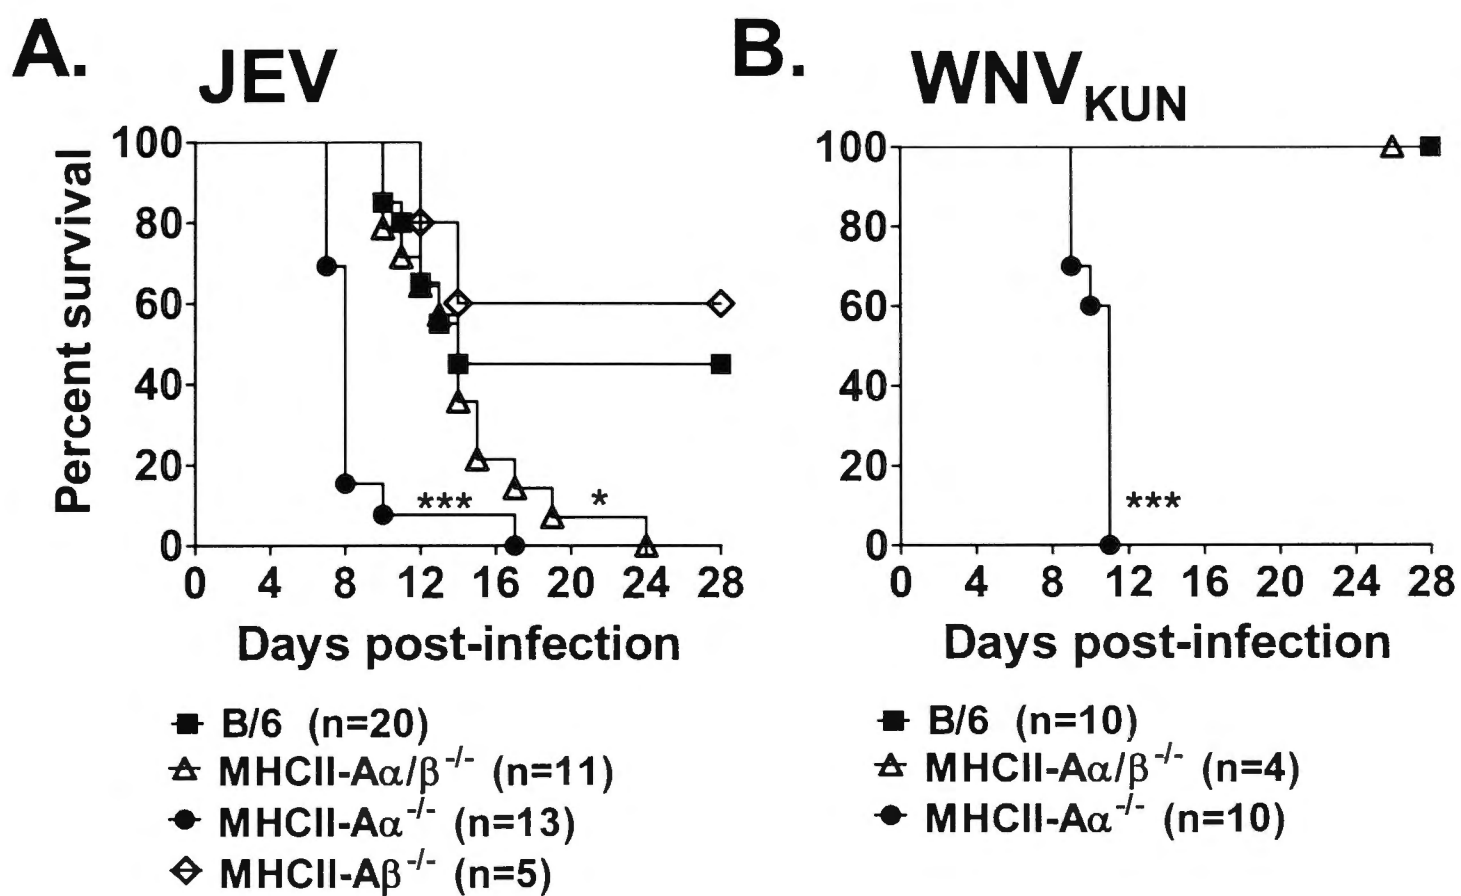 A.
JEV
Percent survival
100
80
60
40
20
0
***
*
0 4 8 12 16 20 24 28
Days post-infection
B/6 (n=20)
MHCII-Aα/β-/- (n=11)
MHCII-Aα-/- (n=13)
MHCII-Aβ-/- (n=5)
B.
WNVKUN
100
80
60
40
20
0
***
0 4 8 12 16 20 24 28
Days post-infection
B/6 (n=10)
MHCII-Aα/β-/- (n=4)
MHCII-Aα-/- (n=10)